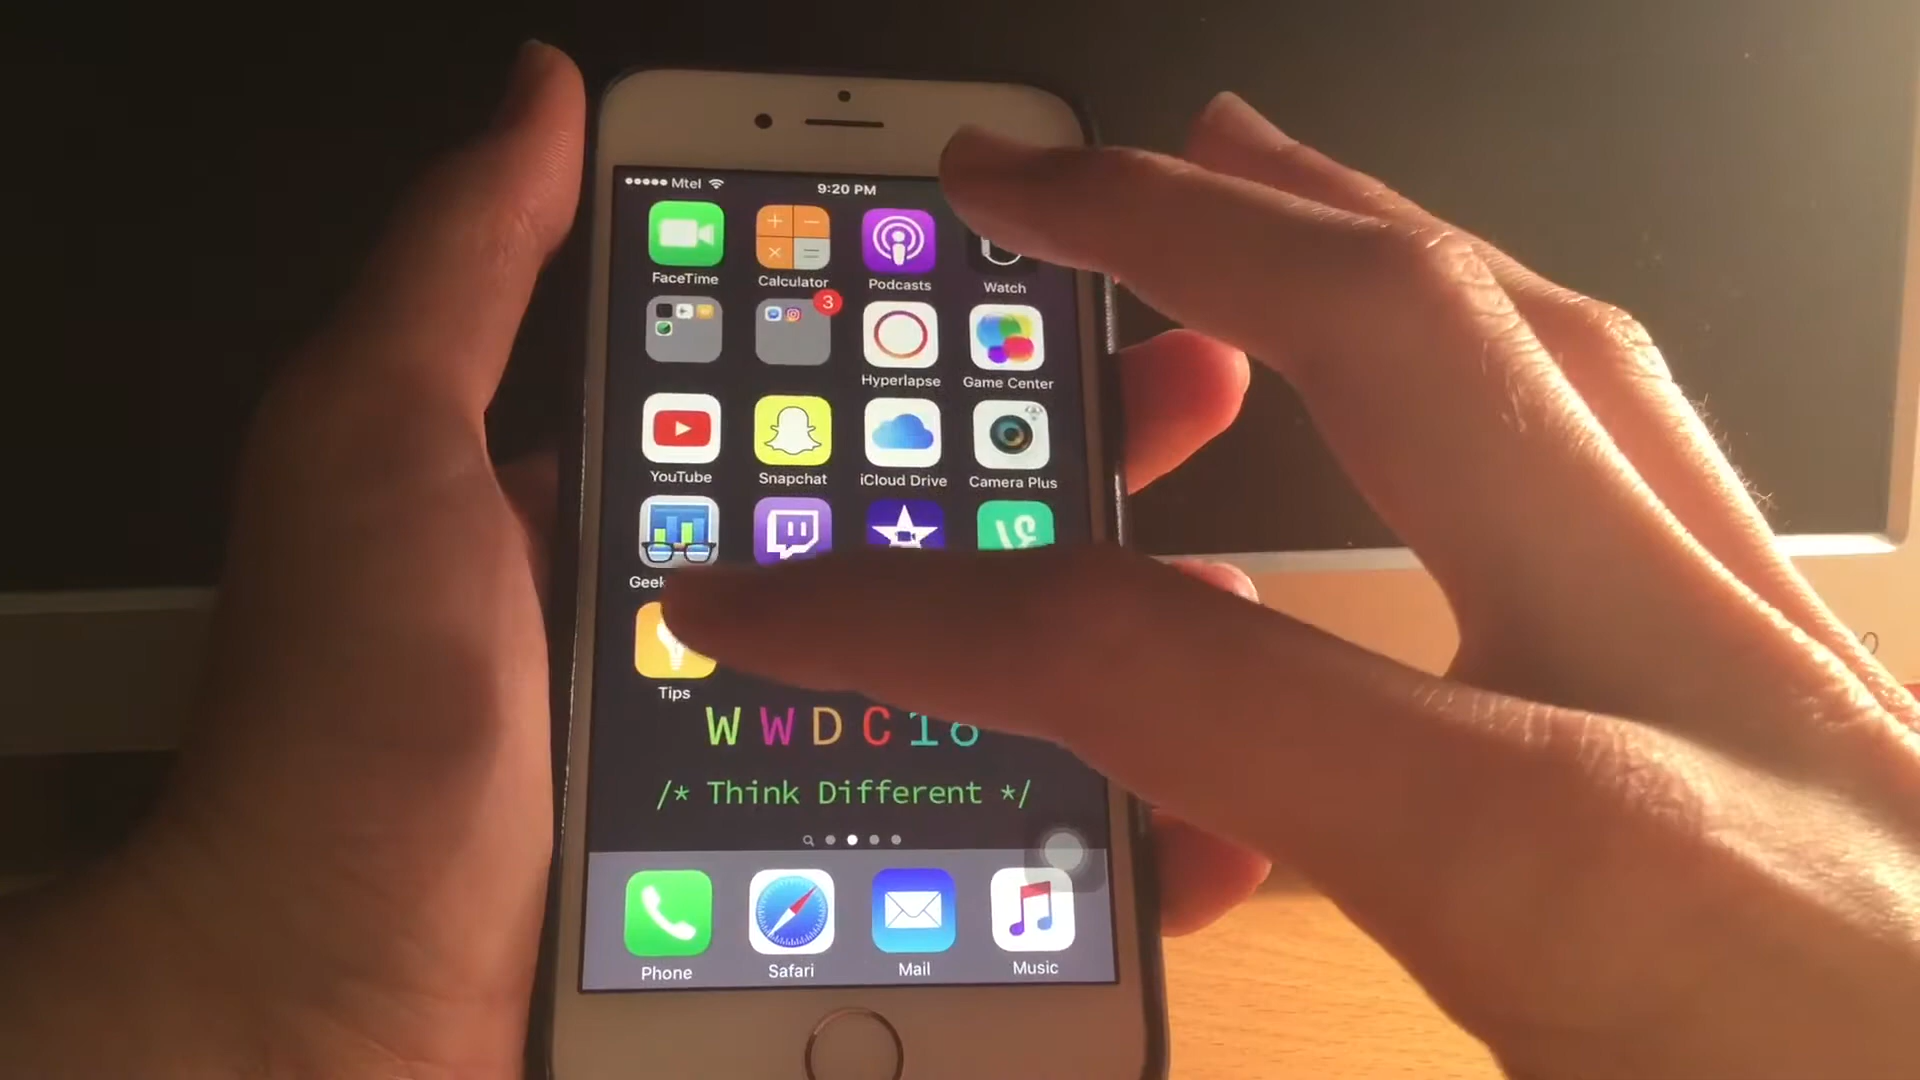 Mtel 9:20 PM
FaceTime Calculator Podcasts Watch
3
Hyperlapse Game Center
YouTube Snapchat iCloud Drive Camera Plus
Geek
Tips
WWDC16
/* Think Different */
Phone Safari Mail Music